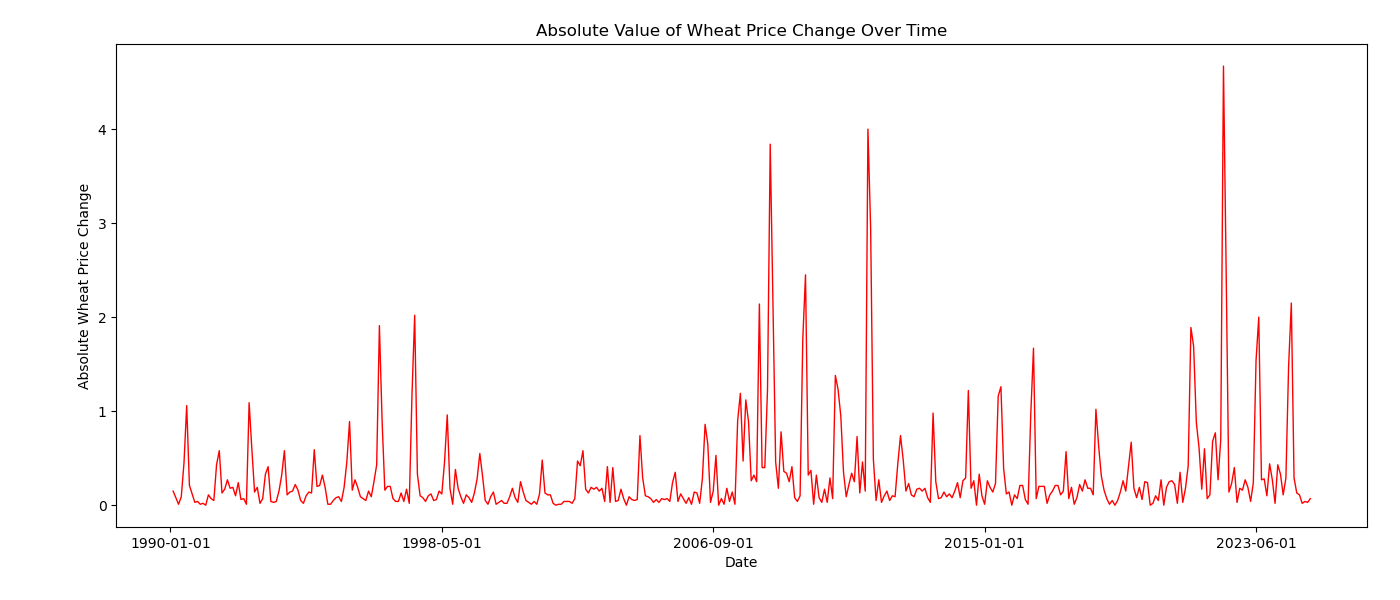 Absolute Value of Wheat Price Change Over Time
Absolute Wheat Price Change
4
3
2
1
0
1990-01-01 1998-05-01 2006-09-01 2015-01-01 2023-06-01
Date